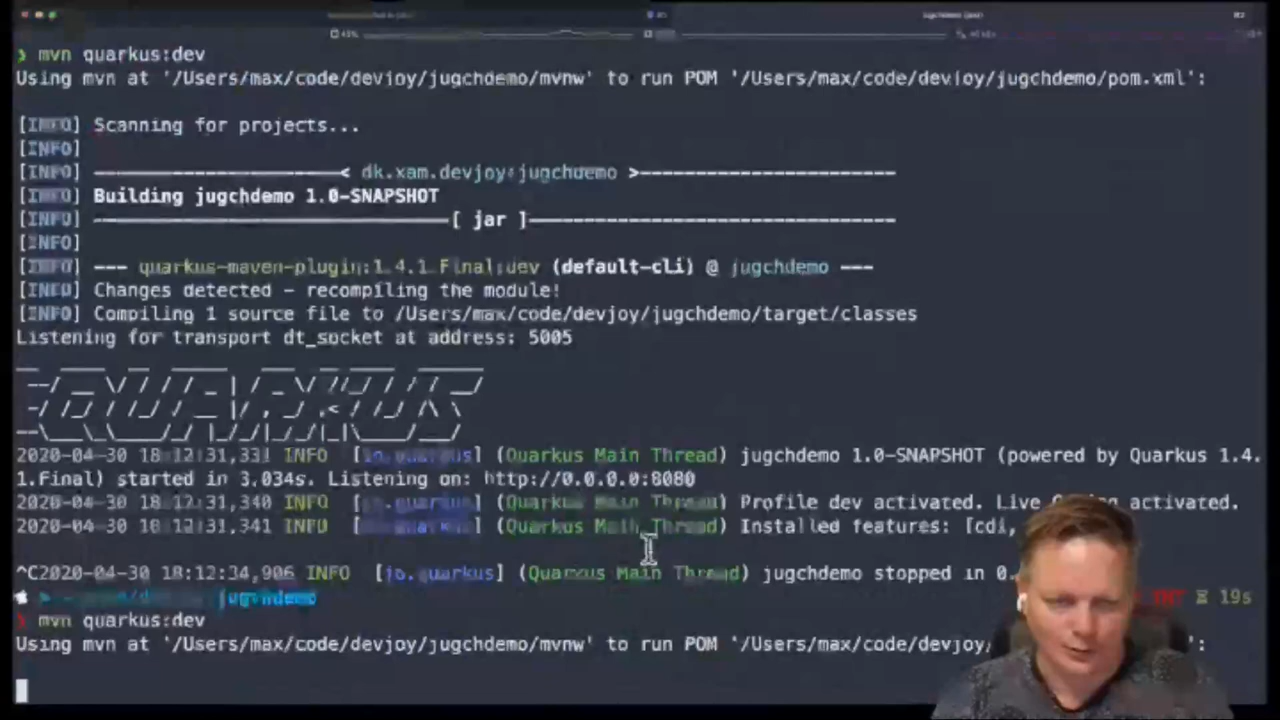 ❯ mvn quarkus:dev
Using mvn at '/Users/max/code/devjoy/jugchdemo/mvnw' to run POM '/Users/max/code/devjoy/jugchdemo/pom.xml':
[INFO] Scanning for projects...
[INFO]
[INFO] ----------------------< dk.xam.devjoy:jugchdemo >-----------------------
[INFO] Building jugchdemo 1.0-SNAPSHOT
[INFO] --------------------------------[ jar ]---------------------------------
[INFO]
[INFO] --- quarkus-maven-plugin:1.4.1.Final:dev (default-cli) @ jugchdemo ---
[INFO] Changes detected - recompiling the module!
[INFO] Compiling 1 source file to /Users/max/code/devjoy/jugchdemo/target/classes
Listening for transport dt_socket at address: 5005
QUARKUS
2020-04-30 18:12:31,331 INFO [io.quarkus] (Quarkus Main Thread) jugchdemo 1.0-SNAPSHOT (powered by Quarkus 1.4.
1.Final) started in 3.034s. Listening on: http://0.0.0.0:8080
2020-04-30 18:12:31,340 INFO [io.quarkus] (Quarkus Main Thread) Profile dev activated. Live activated.
2020-04-30 18:12:31,341 INFO [io.quarkus] (Quarkus Main Thread) Installed features: [cdi,
^C2020-04-30 18:12:34,906 INFO [io.quarkus] (Quarkus Main Thread) jugchdemo stopped in 0.
jugchdemo INT 19s
❯ mvn quarkus:dev
Using mvn at '/Users/max/code/devjoy/jugchdemo/mvnw' to run POM '/Users/max/code/devjoy/ ':